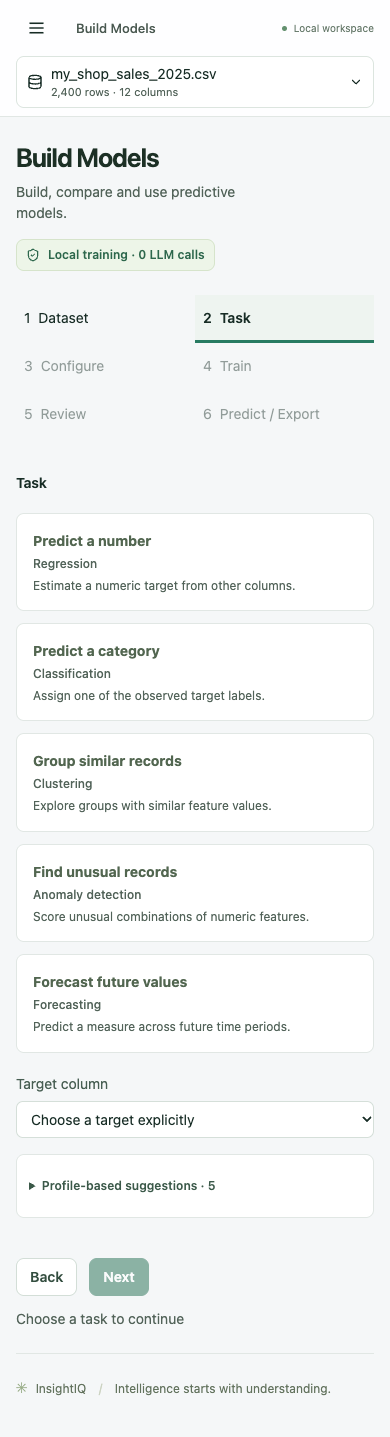 Build Models
Local workspace
my_shop_sales_2025.csv
2,400 rows · 12 columns
Build Models
Build, compare and use predictive
models.
Local training · 0 LLM calls
1 Dataset
2 Task
3 Configure
4 Train
5 Review
6 Predict / Export
Task
Predict a number
Regression
Estimate a numeric target from other columns.
Predict a category
Classification
Assign one of the observed target labels.
Group similar records
Clustering
Explore groups with similar feature values.
Find unusual records
Anomaly detection
Score unusual combinations of numeric features.
Forecast future values
Forecasting
Predict a measure across future time periods.
Target column
Choose a target explicitly
Profile-based suggestions · 5
Back
Next
Choose a task to continue
InsightIQ / Intelligence starts with understanding.